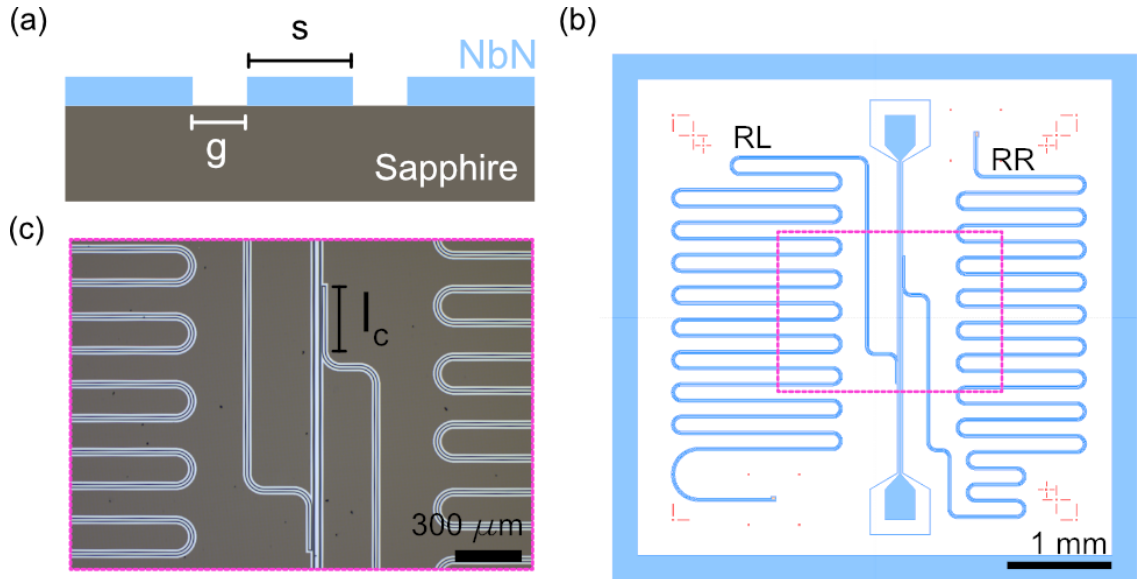 (a)
s
NbN
g
Sapphire
(b)
RL
RR
1 mm
(c)
l_c
300 μm